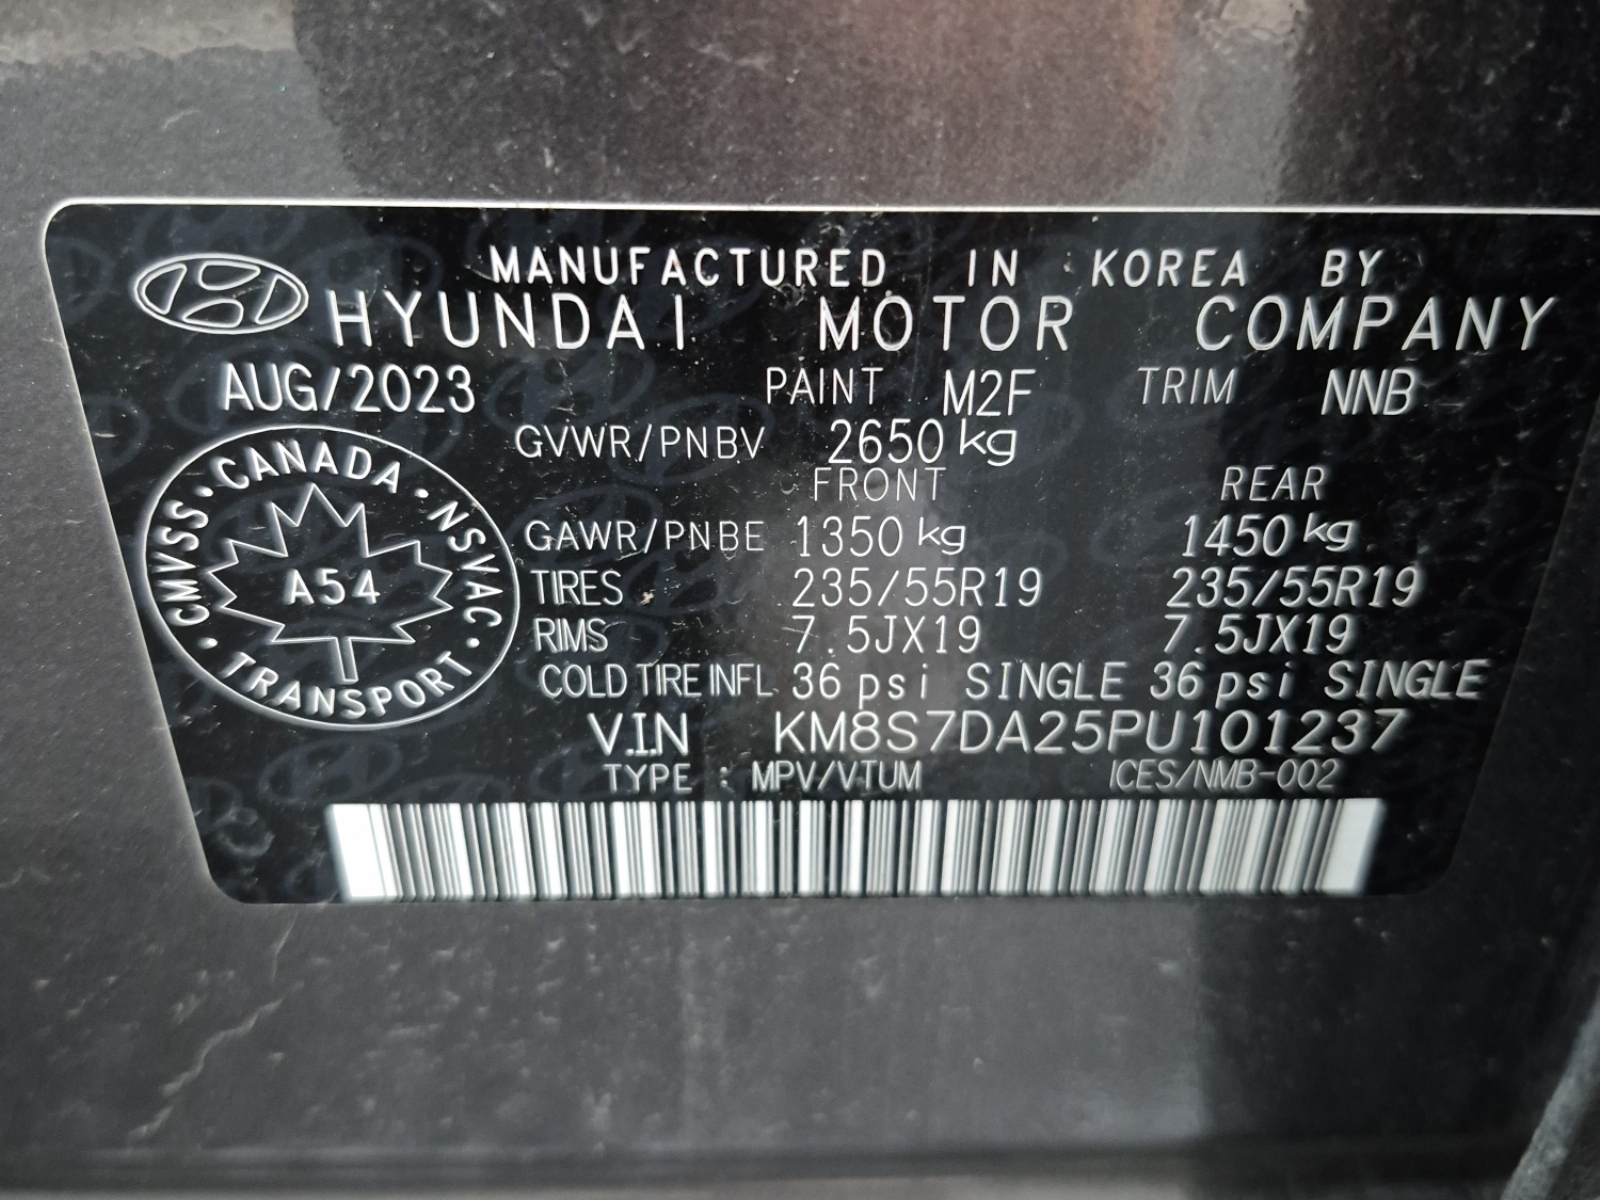 MANUFACTURED IN KOREA BY
HYUNDAI MOTOR COMPANY
AUG/2023 PAINT M2F TRIM NNB
GVWR/PNBV 2650 kg
FRONT REAR
GAWR/PNBE 1350 kg 1450 kg
TIRES 235/55R19 235/55R19
RIMS 7.5JX19 7.5JX19
COLD TIRE INFL 36 psi SINGLE 36 psi SINGLE
V.I.N KM8S7DA25PU101237
TYPE : MPV/VTUM ICES/NMB-002
CMVSS · CANADA · NSVAC · TRANSPORT ·
A54